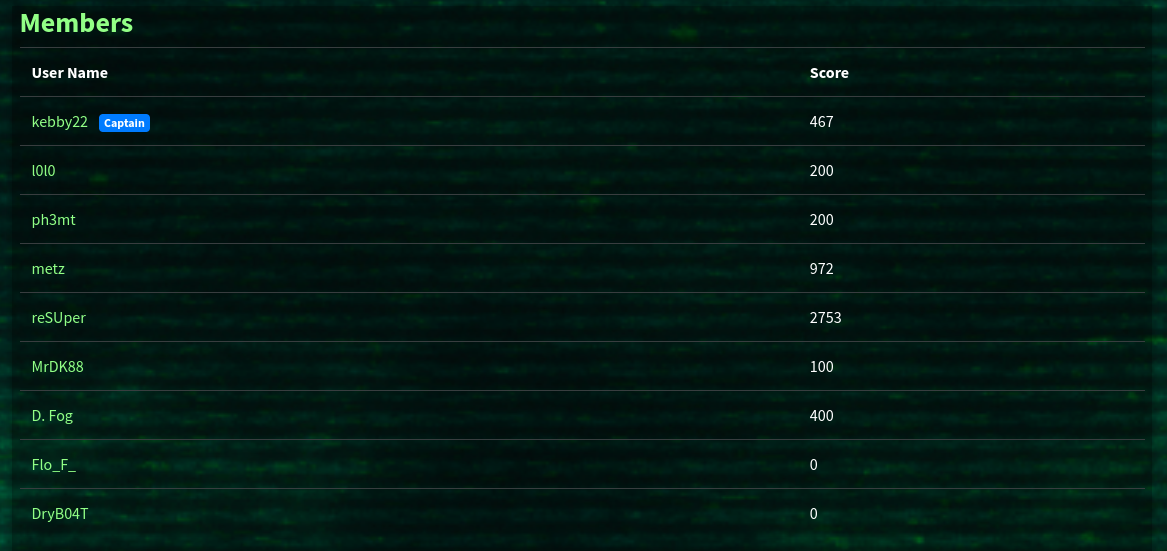 Members
User Name Score
kebby22 Captain 467
l0l0 200
ph3mt 200
metz 972
reSUper 2753
MrDK88 100
D. Fog 400
Flo_F_ 0
DryB04T 0